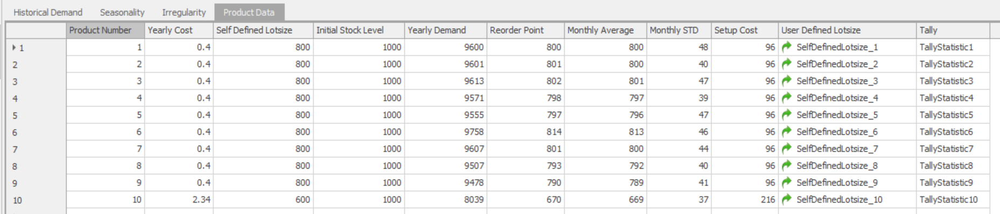 Historical Demand Seasonality Irregularity Product Data
Product Number Yearly Cost Self Defined Lotsize Initial Stock Level Yearly Demand Reorder Point Monthly Average Monthly STD Setup Cost User Defined Lotsize Tally
1 1 0.4 800 1000 9600 800 800 48 96 SelfDefinedLotsize_1 TallyStatistic1
2 2 0.4 800 1000 9601 801 800 40 96 SelfDefinedLotsize_2 TallyStatistic2
3 3 0.4 800 1000 9613 802 801 47 96 SelfDefinedLotsize_3 TallyStatistic3
4 4 0.4 800 1000 9571 798 797 39 96 SelfDefinedLotsize_4 TallyStatistic4
5 5 0.4 800 1000 9555 797 796 47 96 SelfDefinedLotsize_5 TallyStatistic5
6 6 0.4 800 1000 9758 814 813 46 96 SelfDefinedLotsize_6 TallyStatistic6
7 7 0.4 800 1000 9607 801 800 44 96 SelfDefinedLotsize_7 TallyStatistic7
8 8 0.4 800 1000 9507 793 792 40 96 SelfDefinedLotsize_8 TallyStatistic8
9 9 0.4 800 1000 9478 790 789 41 96 SelfDefinedLotsize_9 TallyStatistic9
10 10 2.34 600 1000 8039 670 669 37 216 SelfDefinedLotsize_10 TallyStatistic10